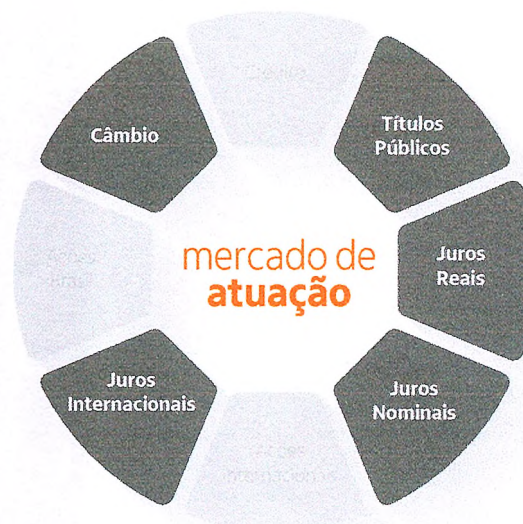 Câmbio
Títulos
Públicos
mercado de
atuação
Juros
Reais
Juros
Internacionais
Juros
Nominais